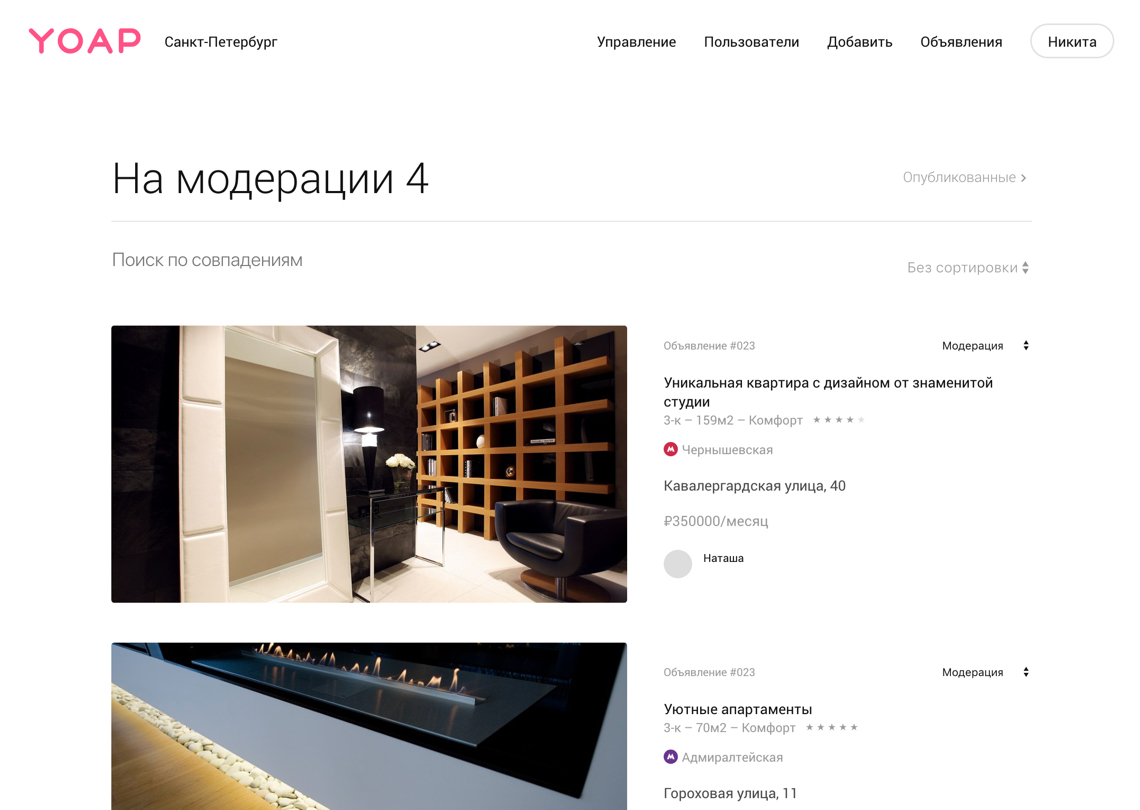 YOAP Санкт-Петербург Управление Пользователи Добавить Объявления Никита
На модерации 4
Опубликованные
Поиск по совпадениям
Без сортировки
Объявление #023 Модерация
Уникальная квартира с дизайном от знаменитой
студии
3-к – 159м2 – Комфорт
Чернышевская
Кавалергардская улица, 40
₽350000/месяц
Наташа
Объявление #023 Модерация
Уютные апартаменты
3-к – 70м2 – Комфорт
Адмиралтейская
Гороховая улица, 11